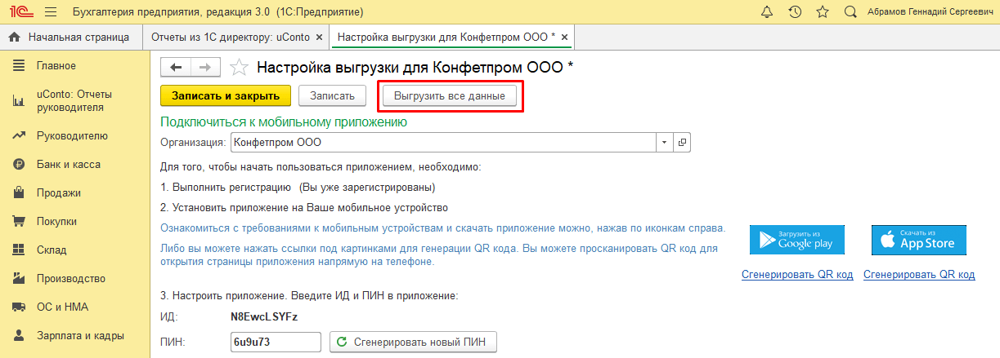 1С Бухгалтерия предприятия, редакция 3.0 (1С:Предприятие) Абрамов Геннадий Сергеевич
Начальная страница Отчеты из 1С директору: uConto × Настройка выгрузки для Конфетпром ООО * ×
Главное
uConto: Отчеты
руководителя
Руководителю
Банк и касса
Продажи
Покупки
Склад
Производство
ОС и НМА
Зарплата и кадры
Настройка выгрузки для Конфетпром ООО *
Записать и закрыть Записать Выгрузить все данные
Подключиться к мобильному приложению
Организация: Конфетпром ООО
Для того, чтобы начать пользоваться приложением, необходимо:
1. Выполнить регистрацию (Вы уже зарегистрированы)
2. Установить приложение на Ваше мобильное устройство
Ознакомиться с требованиями к мобильным устройствам и скачать приложение можно, нажав по иконкам справа.
Либо вы можете нажать ссылки под картинками для генерации QR кода. Вы можете просканировать QR код для
открытия страницы приложения напрямую на телефоне.
Загрузить из
Google play
Сгенерировать QR код
Скачать из
App Store
Сгенерировать QR код
3. Настроить приложение. Введите ИД и ПИН в приложение:
ИД: N8EwcLSYFz
ПИН: 6u9u73 Сгенерировать новый ПИН